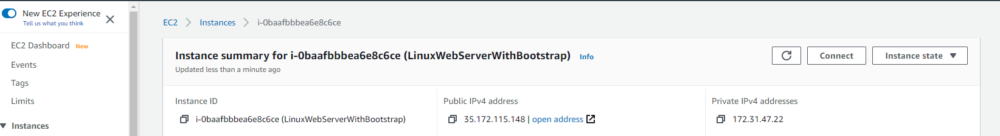 New EC2 Experience
Tell us what you think
EC2 Dashboard New
Events
Tags
Limits
Instances
EC2 Instances i-0baafbbbea6e8c6ce
Instance summary for i-0baafbbbea6e8c6ce (LinuxWebServerWithBootstrap) Info
Updated less than a minute ago
Connect
Instance state
Instance ID
i-0baafbbbea6e8c6ce (LinuxWebServerWithBootstrap)
Public IPv4 address
35.172.115.148 | open address
Private IPv4 addresses
172.31.47.22